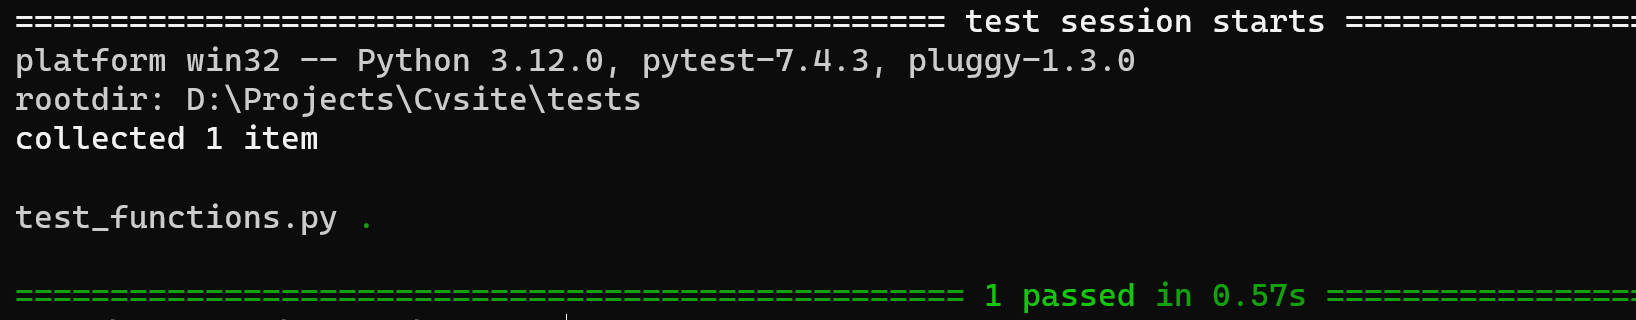 ================================================= test session starts ================
platform win32 -- Python 3.12.0, pytest-7.4.3, pluggy-1.3.0
rootdir: D:\Projects\Cvsite\tests
collected 1 item
test_functions.py .
================================================== 1 passed in 0.57s =================